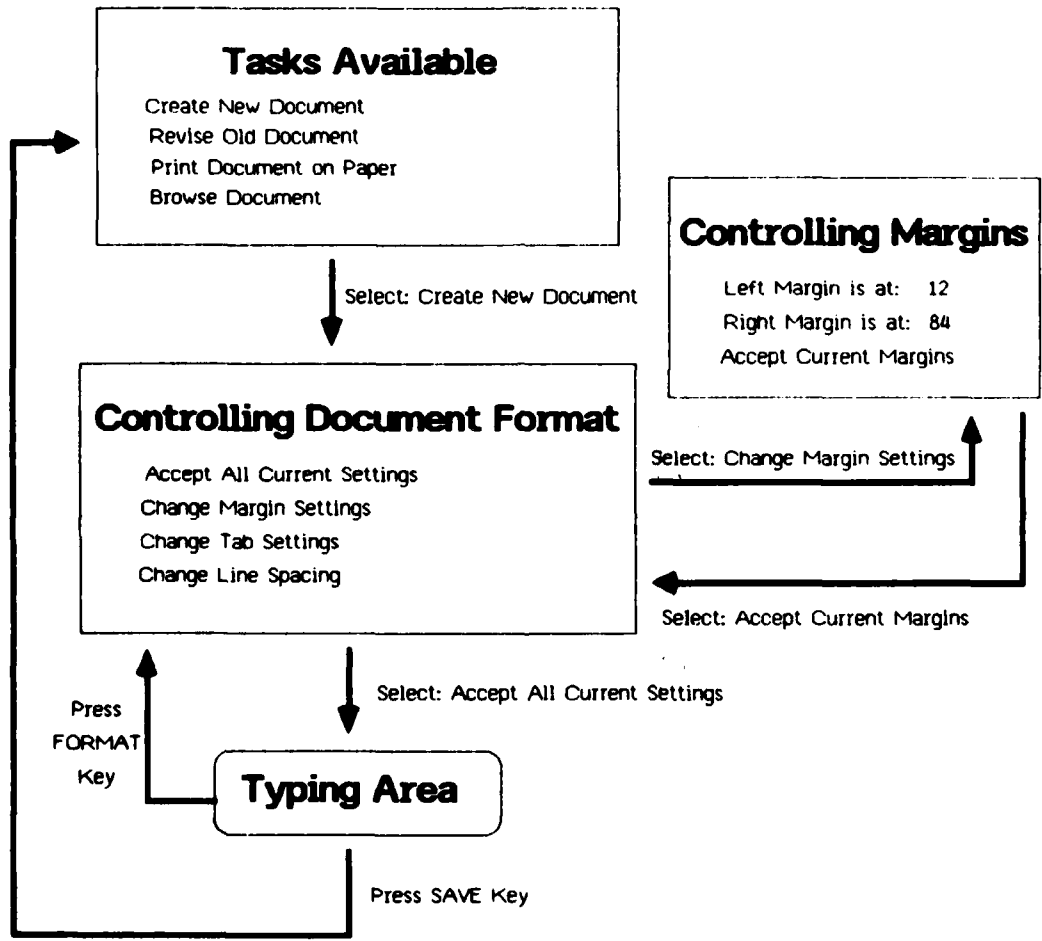 Tasks Available
Create New Document
Revise Old Document
Print Document on Paper
Browse Document
Select: Create New Document
Controlling Margins
Left Margin is at: 12
Right Margin is at: 84
Accept Current Margins
Controlling Document Format
Accept All Current Settings
Change Margin Settings
Change Tab Settings
Change Line Spacing
Select: Change Margin Settings
Select: Accept Current Margins
Select: Accept All Current Settings
Press
FORMAT
Key
Typing Area
Press SAVE Key